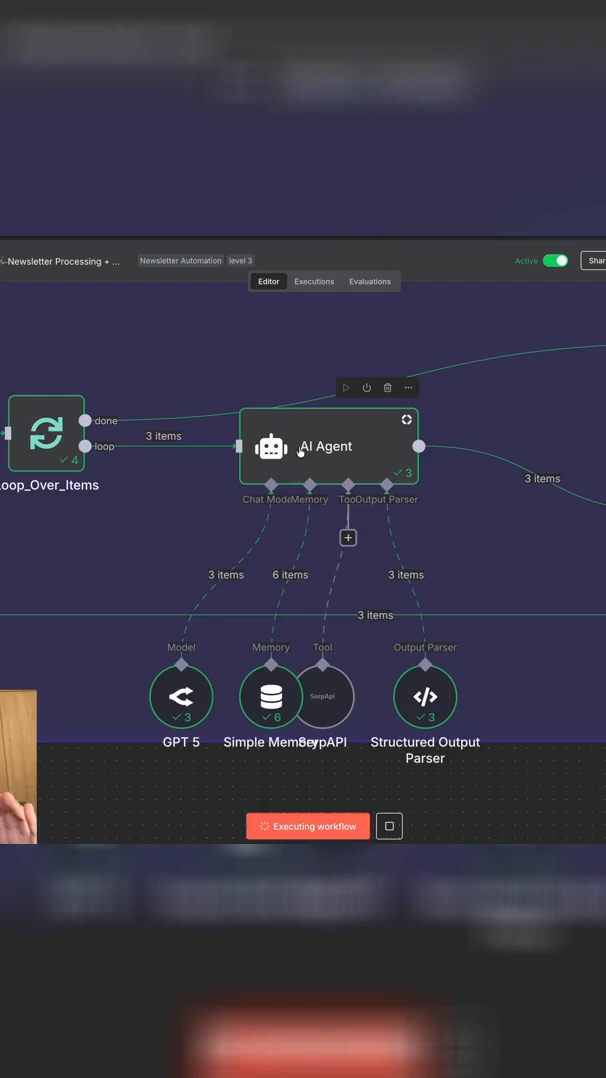 Newsletter Processing + ...
Newsletter Automation
level 3
Active
Shar
Editor
Executions
Evaluations
done
loop
3 items
4
oop_Over_Items
AI Agent
3
3 items
Chat Mode
Memory
Too
Output Parser
3 items
6 items
3 items
3 items
Model
Memory
Tool
Output Parser
SerpApi
3
6
3
GPT 5
Simple Mem
SerpAPI
Structured Output
Parser
Executing workflow